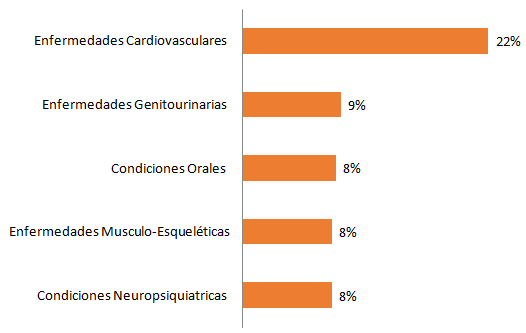 Enfermedades Cardiovasculares 22%
Enfermedades Genitourinarias 9%
Condiciones Orales 8%
Enfermedades Musculo-Esqueléticas 8%
Condiciones Neuropsiquiatricas 8%